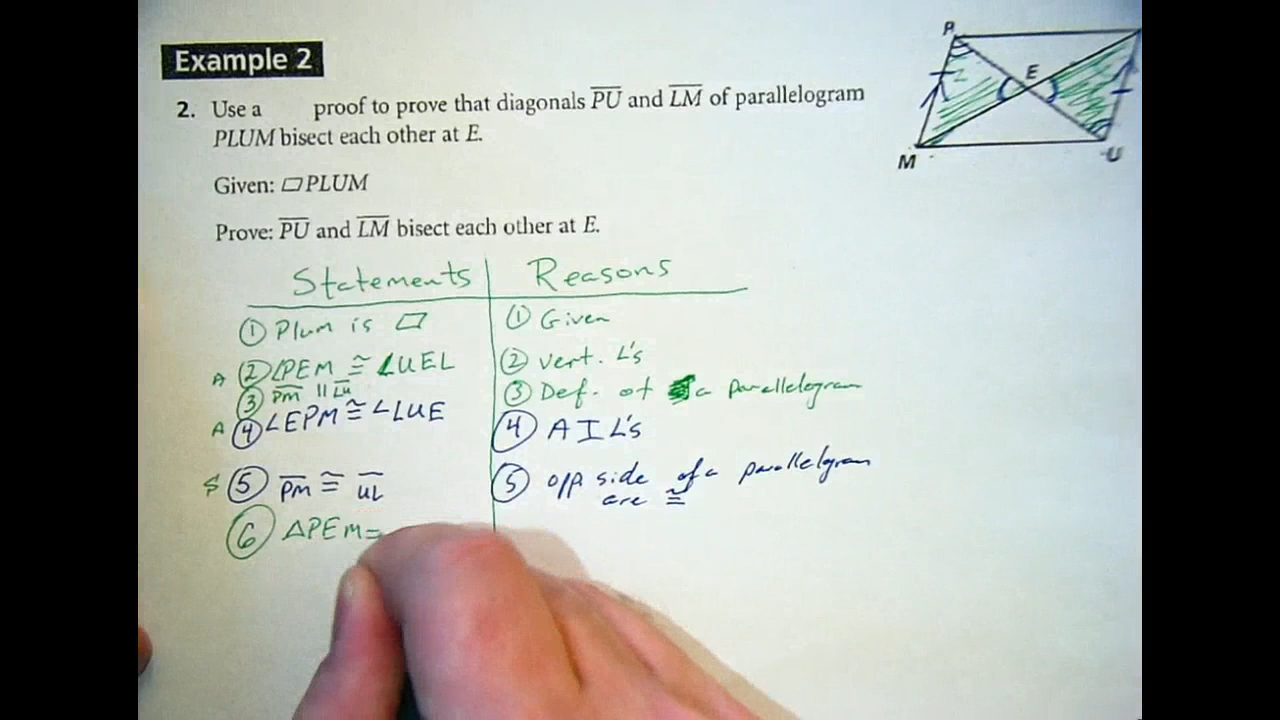 Example 2
2. Use a proof to prove that diagonals PU and LM of parallelogram
PLUM bisect each other at E.
Given: ▱PLUM
Prove: PU and LM bisect each other at E.
P
E
M
U
Statements Reasons
① Plum is ▱ ① Given
A ② ∠PEM ≅ ∠UEL ② Vert. ∠'s
③ PM || LU ③ Def. of a parallelogram
A ④ ∠EPM ≅ ∠LUE ④ AI ∠'s
S ⑤ PM ≅ UL ⑤ opp side of a parallelogram
are ≅
⑥ △PEM =